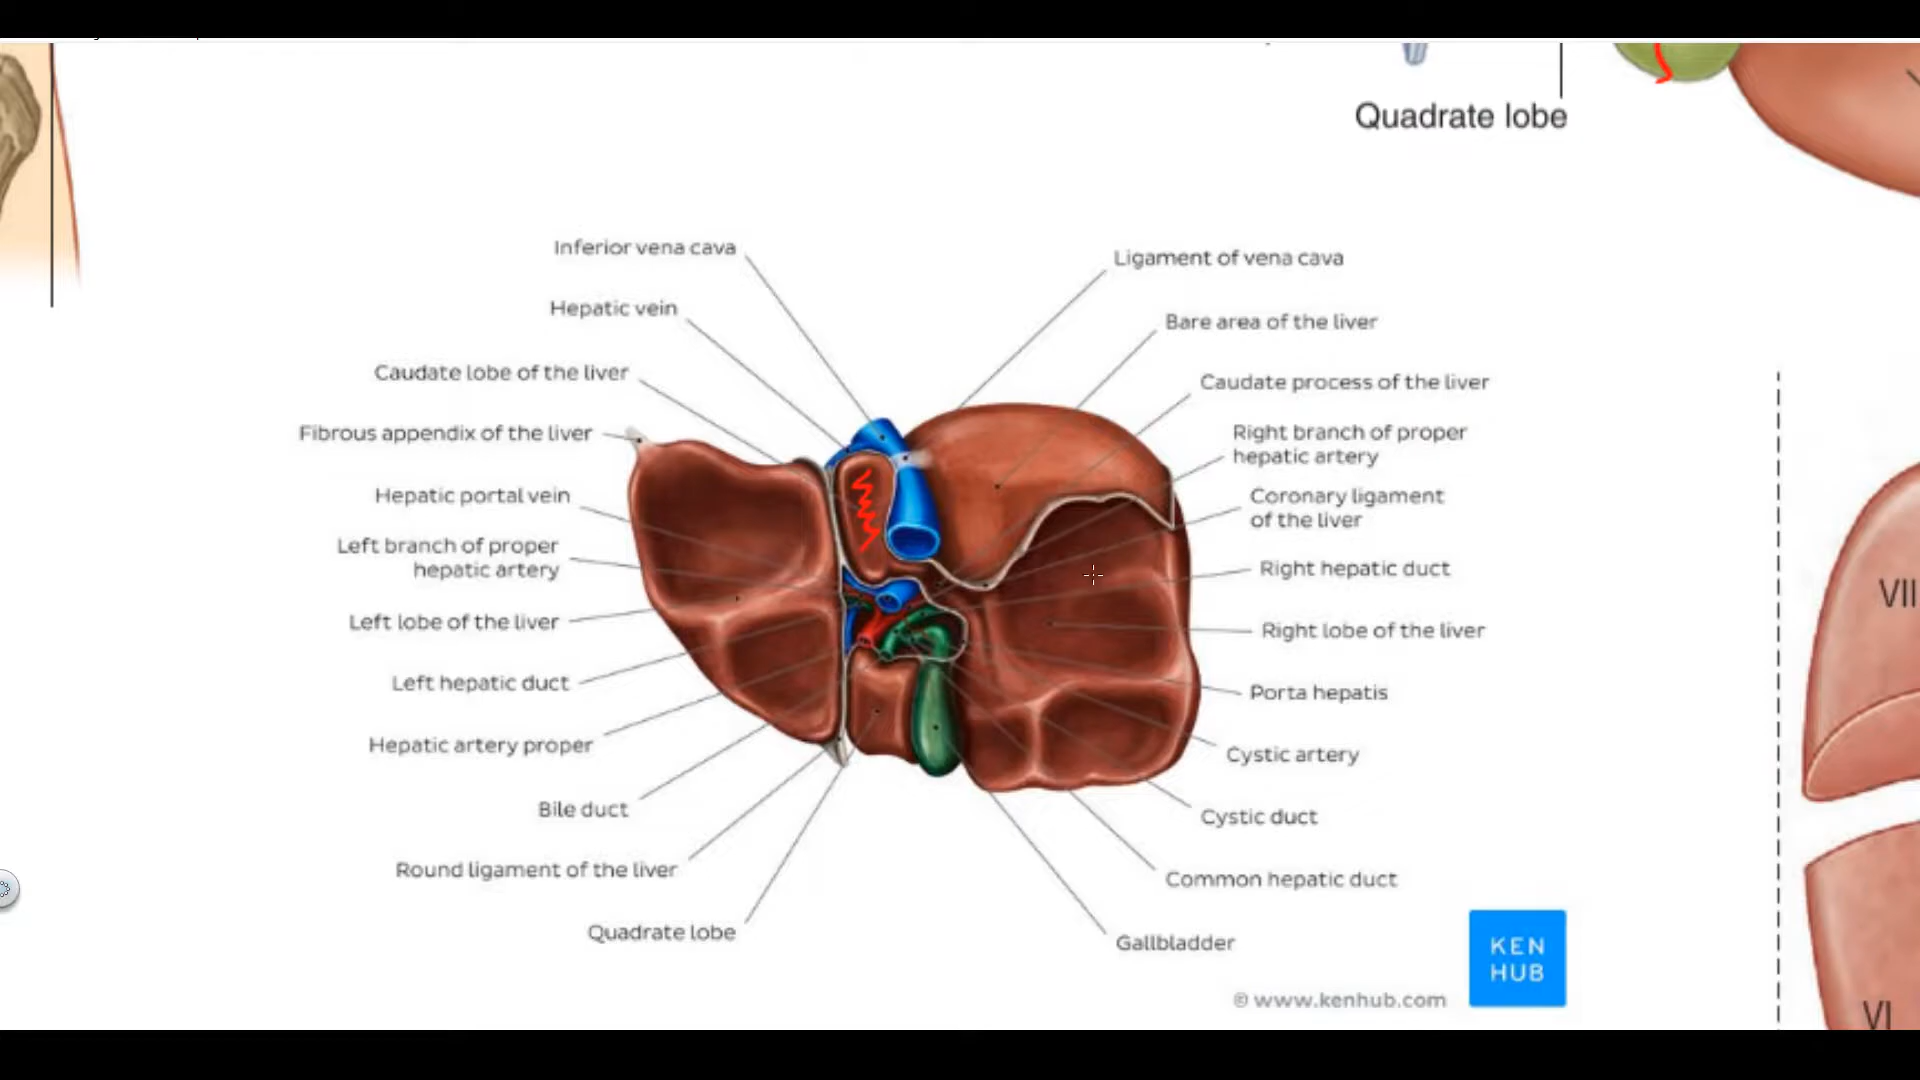 Quadrate lobe
Inferior vena cava
Hepatic vein
Caudate lobe of the liver
Fibrous appendix of the liver
Hepatic portal vein
Left branch of proper
hepatic artery
Left lobe of the liver
Left hepatic duct
Hepatic artery proper
Bile duct
Round ligament of the liver
Quadrate lobe
Ligament of vena cava
Bare area of the liver
Caudate process of the liver
Right branch of proper
hepatic artery
Coronary ligament
of the liver
Right hepatic duct
Right lobe of the liver
Porta hepatis
Cystic artery
Cystic duct
Common hepatic duct
Gallbladder
KEN
HUB
© www.kenhub.com
VI